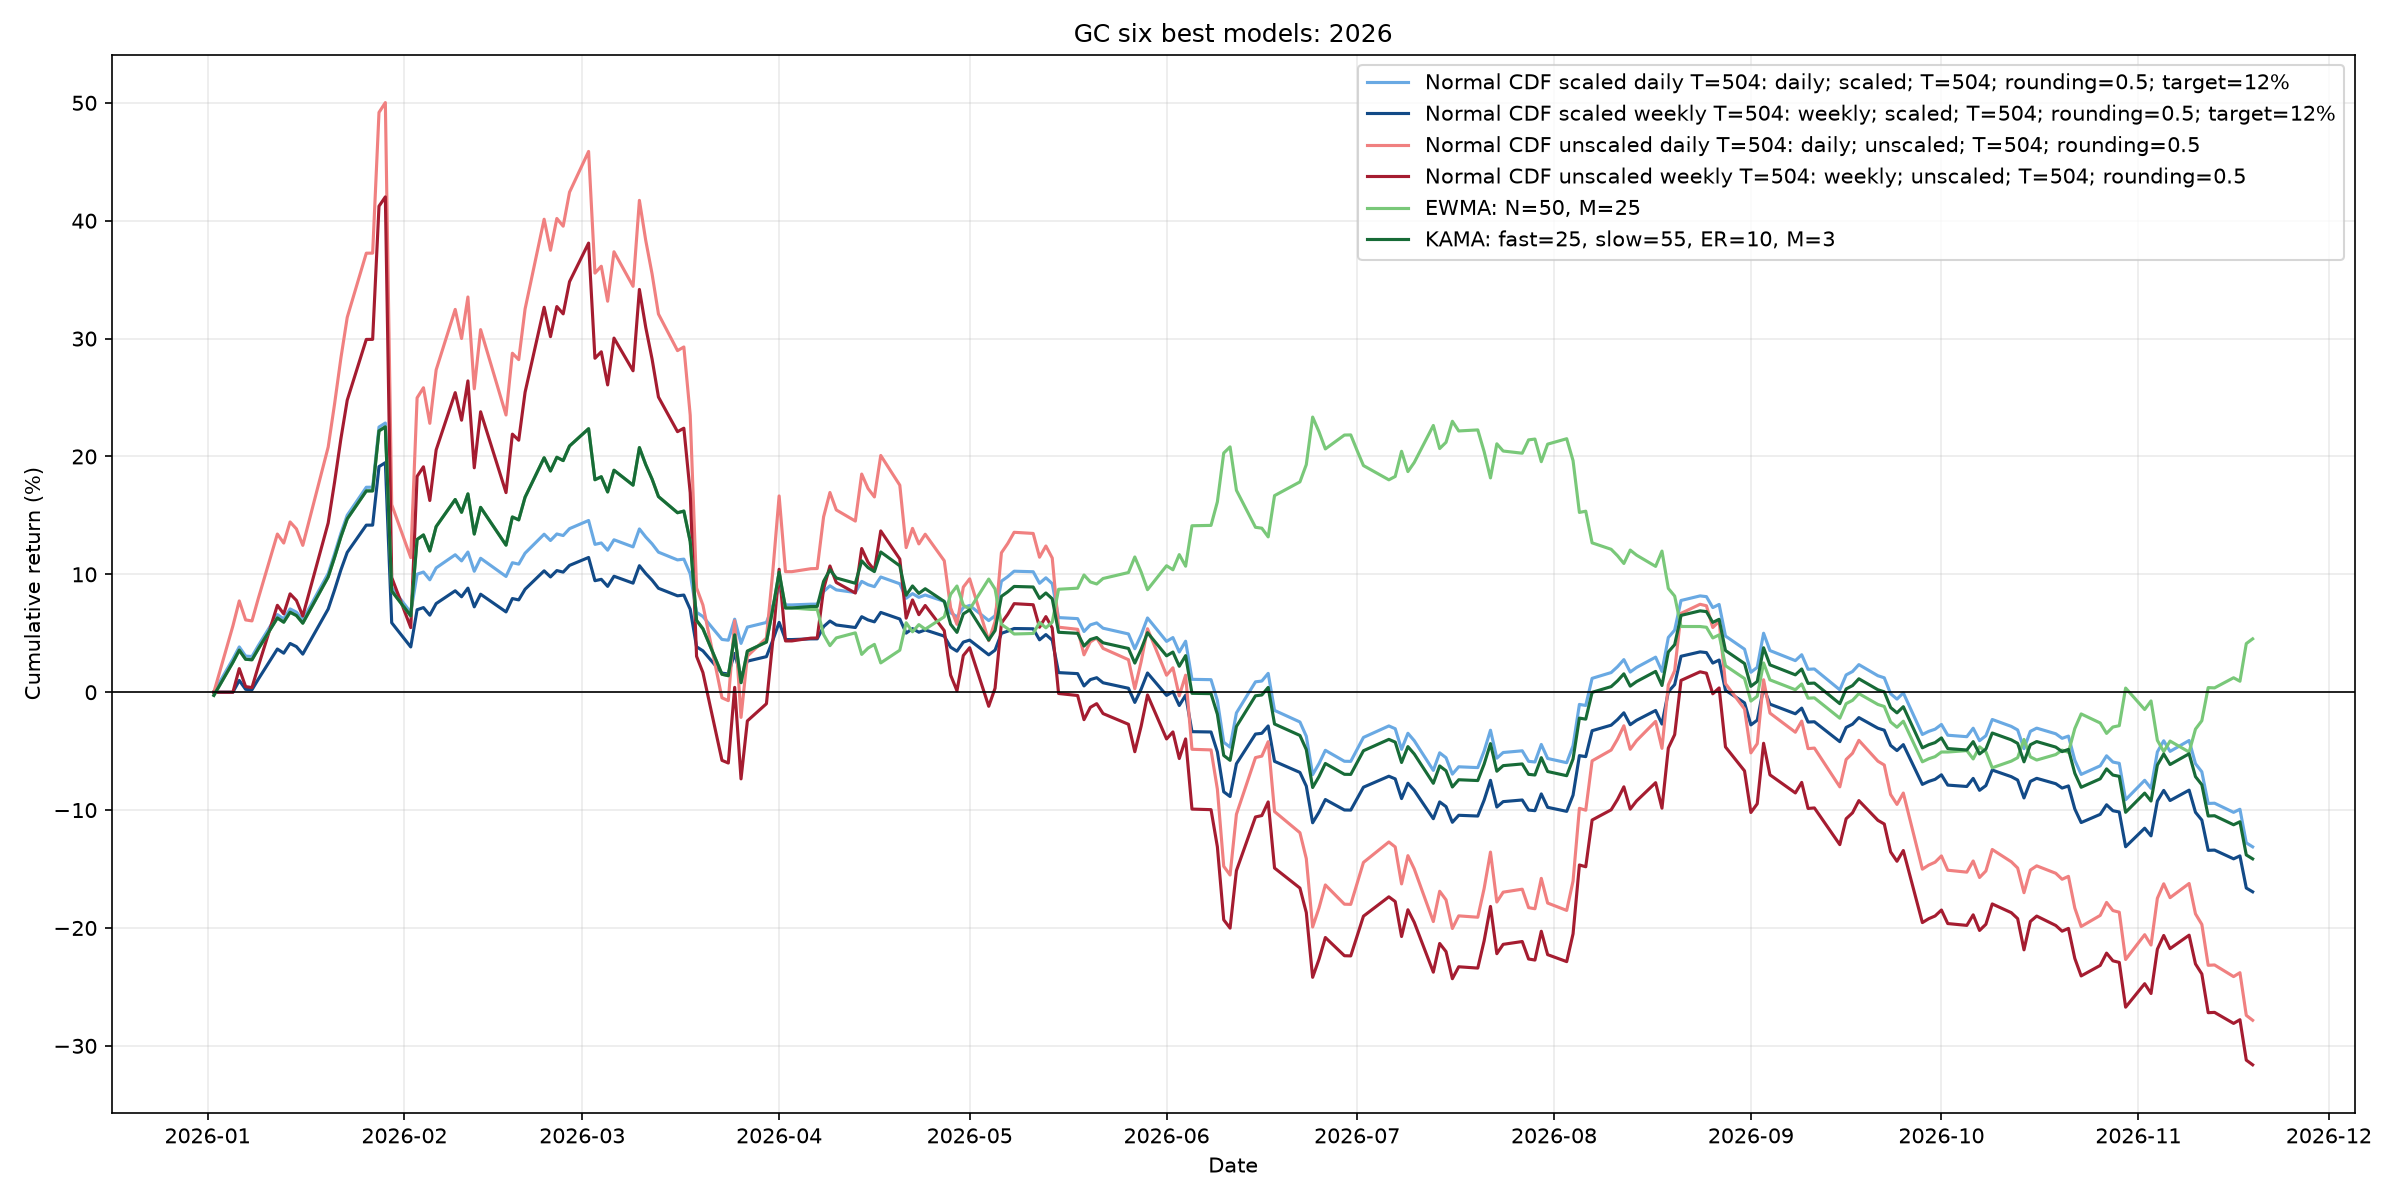 GC six best models: 2026
Normal CDF scaled daily T=504: daily; scaled; T=504; rounding=0.5; target=12%
Normal CDF scaled weekly T=504: weekly; scaled; T=504; rounding=0.5; target=12%
Normal CDF unscaled daily T=504: daily; unscaled; T=504; rounding=0.5
Normal CDF unscaled weekly T=504: weekly; unscaled; T=504; rounding=0.5
EWMA: N=50, M=25
KAMA: fast=25, slow=55, ER=10, M=3
Cumulative return (%)
50
40
30
20
10
0
−10
−20
−30
2026-01 2026-02 2026-03 2026-04 2026-05 2026-06 2026-07 2026-08 2026-09 2026-10 2026-11 2026-12
Date